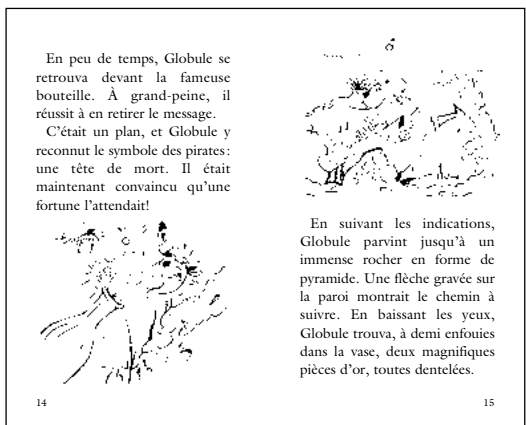 En peu de temps, Globule se
retrouva devant la fameuse
bouteille. À grand-peine, il
réussit à en retirer le message.
C'était un plan, et Globule y
reconnut le symbole des pirates:
une tête de mort. Il était
maintenant convaincu qu'une
fortune l'attendait!
14
En suivant les indications,
Globule parvint jusqu'à un
immense rocher en forme de
pyramide. Une flèche gravée sur
la paroi montrait le chemin à
suivre. En baissant les yeux,
Globule trouva, à demi enfouies
dans la vase, deux magnifiques
pièces d'or, toutes dentelées.
15